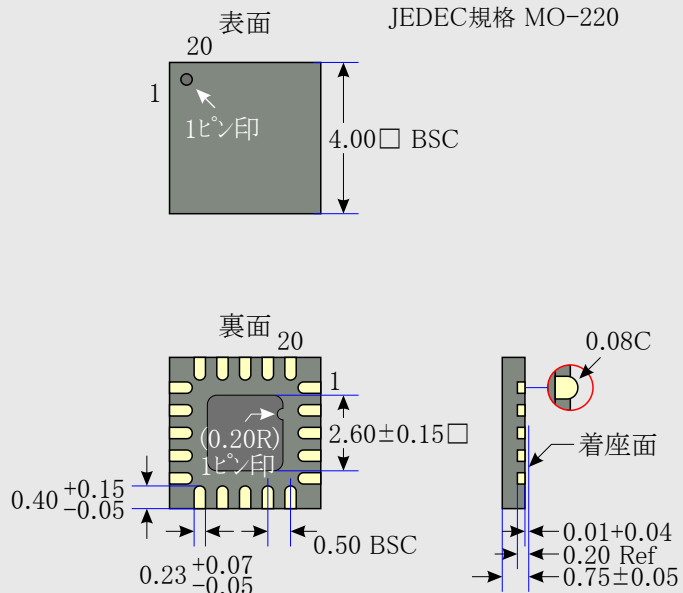 表面
JEDEC規格 MO-220
20
1
1ピン印
4.00□ BSC
裏面
20
1
(0.20R)
1ピン印
2.60±0.15□
0.40 +0.15 -0.05
0.23 +0.07 -0.05
0.50 BSC
0.08C
着座面
0.01+0.04
0.20 Ref
0.75±0.05